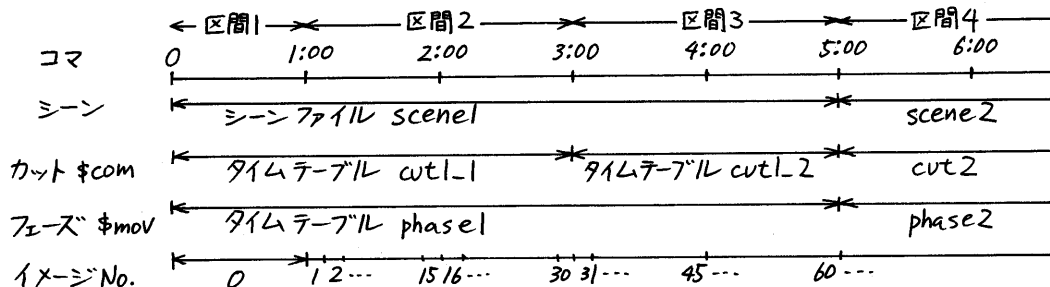 区間1 区間2 区間3 区間4
コマ 0 1:00 2:00 3:00 4:00 5:00 6:00
シーン シーンファイル scene1 scene2
カット $com タイムテーブル cut1_1 タイムテーブル cut1_2 cut2
フェーズ $mov タイムテーブル phase1 phase2
イメージNo. 0 1 2… 15 16… 30 31… 45… 60…